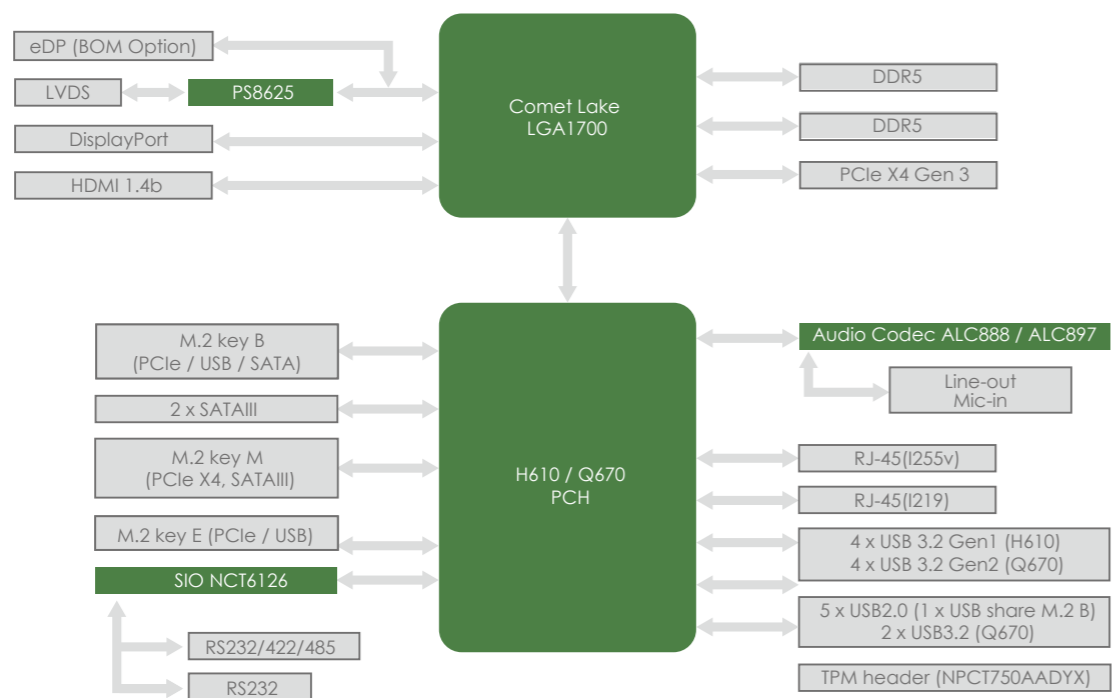 eDP (BOM Option)
LVDS
PS8625
DisplayPort
HDMI 1.4b
Comet Lake
LGA1700
DDR5
DDR5
PCIe X4 Gen 3
M.2 key B
(PCIe / USB / SATA)
2 x SATAIII
M.2 key M
(PCIe X4, SATAIII)
M.2 key E (PCIe / USB)
SIO NCT6126
RS232/422/485
RS232
H610 / Q670
PCH
Audio Codec ALC888 / ALC897
Line-out
Mic-in
RJ-45(I255v)
RJ-45(I219)
4 x USB 3.2 Gen1 (H610)
4 x USB 3.2 Gen2 (Q670)
5 x USB2.0 (1 x USB share M.2 B)
2 x USB3.2 (Q670)
TPM header (NPCT750AADYX)